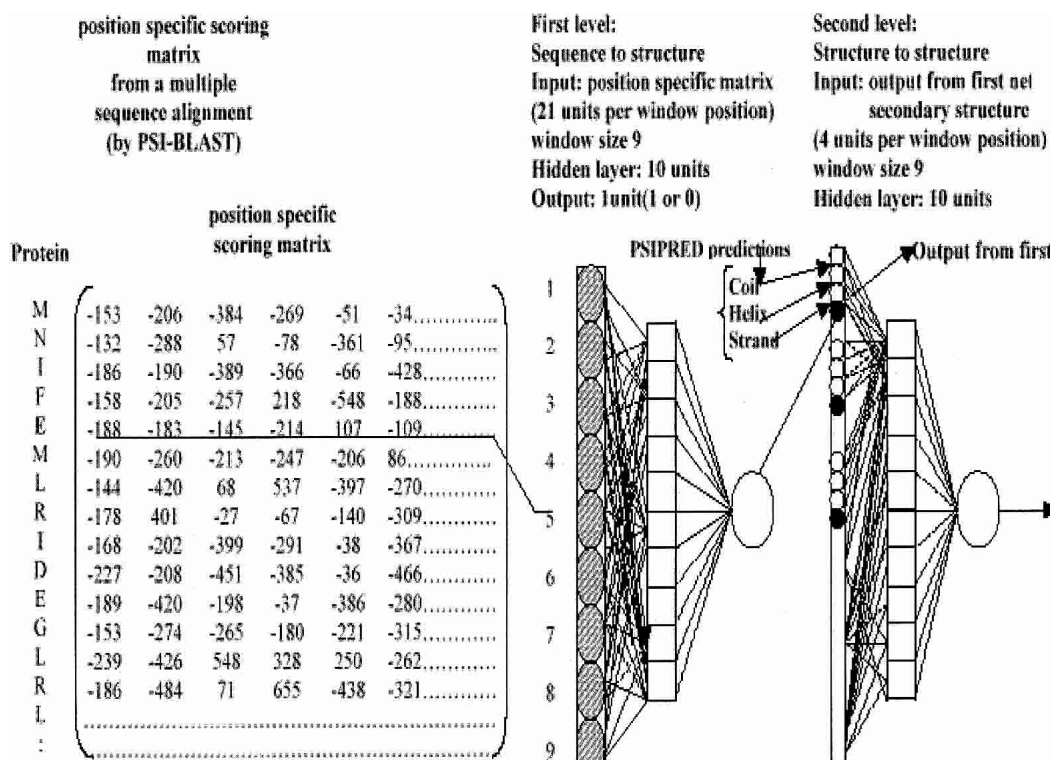 position specific scoring
matrix
from a multiple
sequence alignment
(by PSI-BLAST)
First level:
Sequence to structure
Input: position specific matrix
(21 units per window position)
window size 9
Hidden layer: 10 units
Output: 1unit(1 or 0)
Second level:
Structure to structure
Input: output from first net
secondary structure
(4 units per window position)
window size 9
Hidden layer: 10 units
position specific
scoring matrix
Protein
M -153 -206 -384 -269 -51 -34..............
N -132 -288 57 -78 -361 -95..............
I -186 -190 -389 -366 -66 -428............
F -158 -205 -257 218 -548 -188............
E -188 -183 -145 -214 107 -109............
M -190 -260 -213 -247 -206 86..............
L -144 -420 68 537 -397 -270............
R -178 401 -27 -67 -140 -309............
I -168 -202 -399 -291 -38 -367............
D -227 -208 -451 -385 -36 -466............
E -189 -420 -198 -37 -386 -280............
G -153 -274 -265 -180 -221 -315............
L -239 -426 548 328 250 -262............
R -186 -484 71 655 -438 -321............
L ................................................
: ................................................
1
2
3
4
5
6
7
8
9
PSIPRED predictions
Coil
Helix
Strand
Output from first